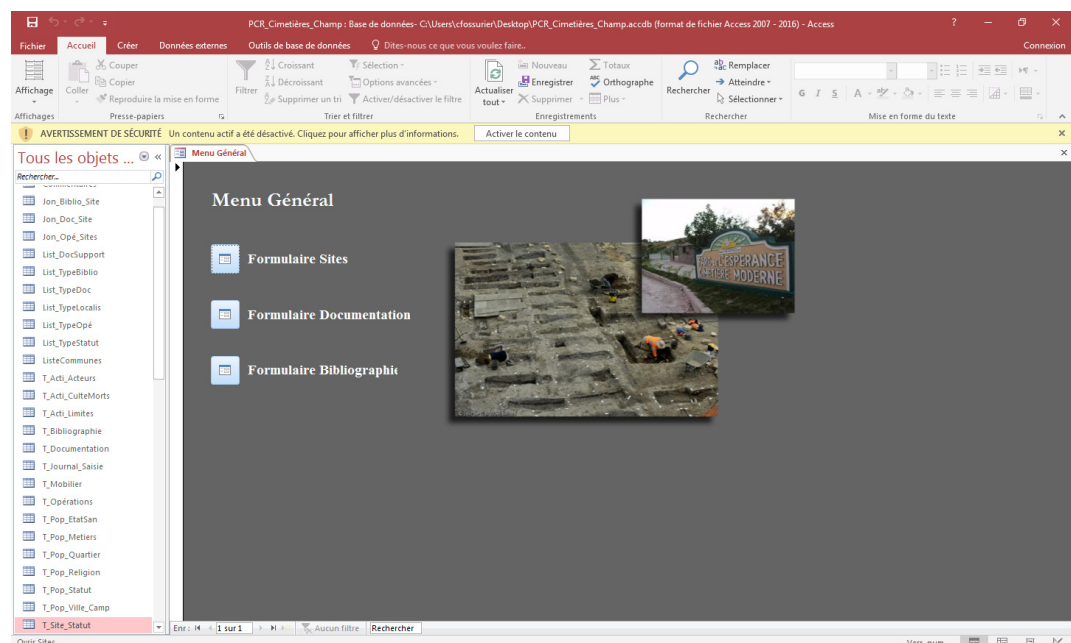 PCR_Cimetières_Champ : Base de données- C:\Users\cfossurier\Desktop\PCR_Cimetières_Champ.accdb (format de fichier Access 2007 - 2016) - Access
Fichier Accueil Créer Données externes Outils de base de données Dites-nous ce que vous voulez faire.. Connexion
Affichage
Coller
Couper
Copier
Reproduire la mise en forme
Filtrer
Croissant
Décroissant
Supprimer un tri
Sélection
Options avancées
Activer/désactiver le filtre
Actualiser
tout
Nouveau
Enregistrer
Supprimer
Totaux
Orthographe
Plus
Rechercher
Remplacer
Atteindre
Sélectionner
G I S
Affichages Presse-papiers Trier et filtrer Enregistrements Rechercher Mise en forme du texte
AVERTISSEMENT DE SÉCURITÉ Un contenu actif a été désactivé. Cliquez pour afficher plus d'informations. Activer le contenu
Tous les objets ...
Rechercher...
Commentaires
Jon_Biblio_Site
Jon_Doc_Site
Jon_Opé_Sites
List_DocSupport
List_TypeBiblio
List_TypeDoc
List_TypeLocalis
List_TypeOpé
List_TypeStatut
ListeCommunes
T_Acti_Acteurs
T_Acti_CulteMorts
T_Acti_Limites
T_Bibliographie
T_Documentation
T_Journal_Saisie
T_Mobilier
T_Opérations
T_Pop_EtatSan
T_Pop_Metiers
T_Pop_Quartier
T_Pop_Religion
T_Pop_Statut
T_Pop_Ville_Camp
T_Site_Statut
Menu Général
Menu Général
Formulaire Sites
Formulaire Documentation
Formulaire Bibliographie
L'ESPERANCE
CIMETIERE MODERNE
Enr : 1 sur 1 Aucun filtre Rechercher
Ouvrir Sites Verr. num.